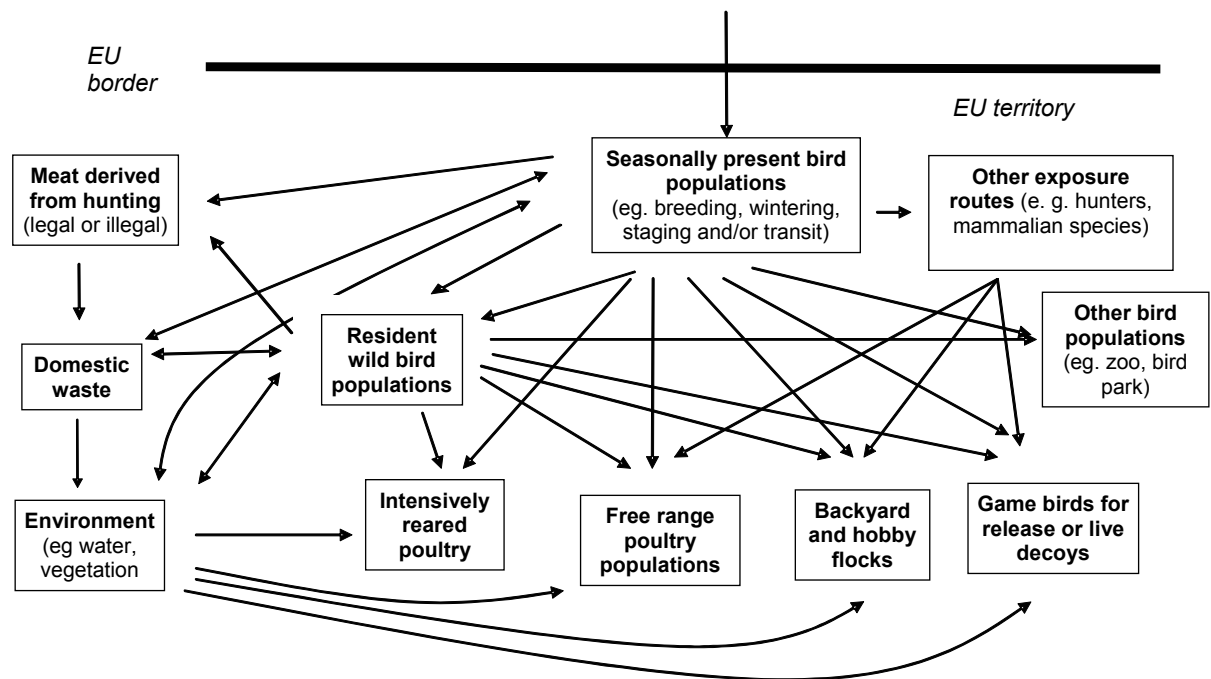 EU
border
EU territory
Meat derived
from hunting
(legal or illegal)
Seasonally present bird
populations
(eg. breeding, wintering,
staging and/or transit)
Other exposure
routes (e. g. hunters,
mammalian species)
Domestic
waste
Resident
wild bird
populations
Other bird
populations
(eg. zoo, bird
park)
Environment
(eg water,
vegetation
Intensively
reared
poultry
Free range
poultry
populations
Backyard
and hobby
flocks
Game birds for
release or live
decoys